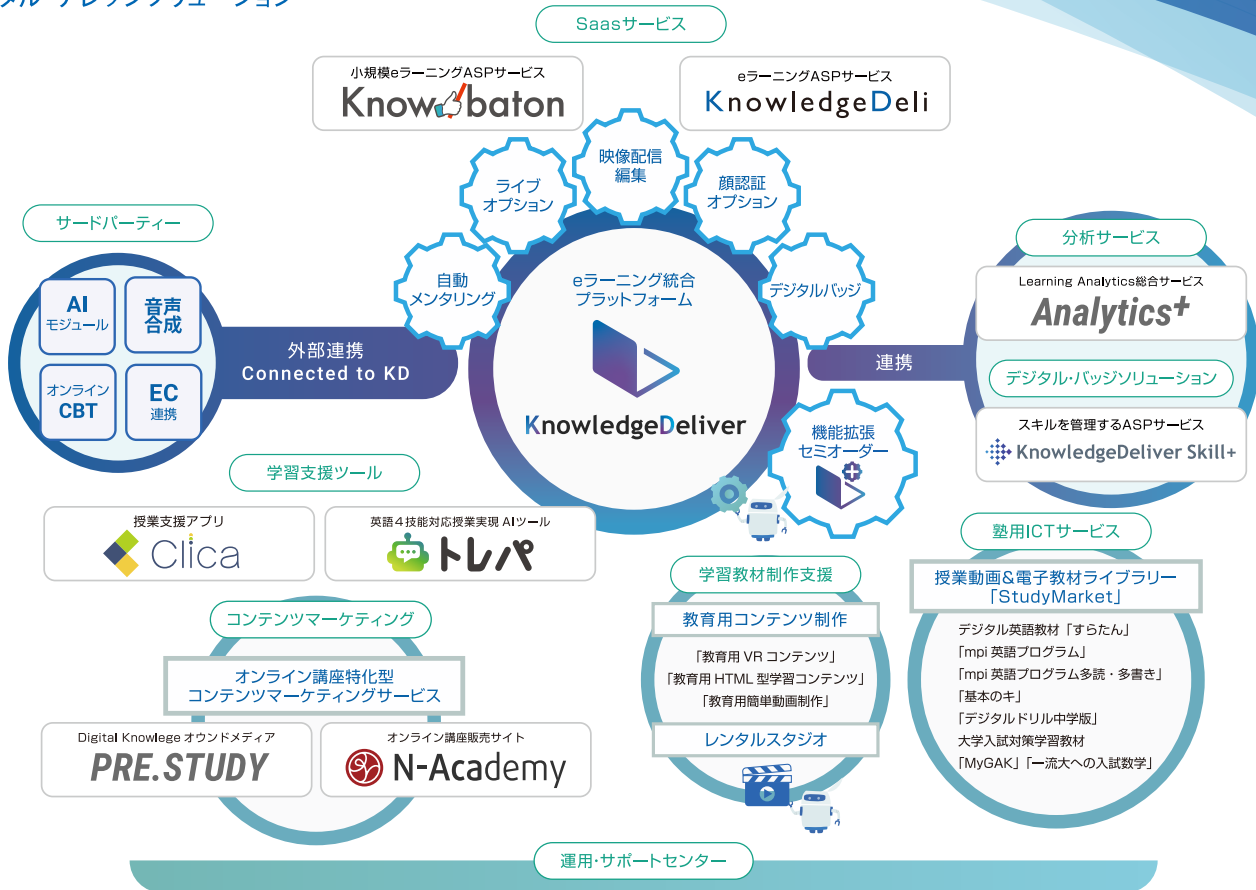 タル・ナレッジソリューション
Saasサービス
小規模eラーニングASPサービス
Knowbaton
eラーニングASPサービス
KnowledgeDeli
自動
メンタリング
ライブ
オプション
映像配信
編集
顔認証
オプション
デジタルバッジ
サードパーティー
AI
モジュール
音声
合成
オンライン
CBT
EC
連携
外部連携
Connected to KD
eラーニング統合
プラットフォーム
KnowledgeDeliver
連携
機能拡張
セミオーダー
分析サービス
Learning Analytics総合サービス
Analytics+
デジタル・バッジソリューション
スキルを管理するASPサービス
KnowledgeDeliver Skill+
学習支援ツール
授業支援アプリ
Clica
英語4技能対応授業実現 AIツール
トレパ
コンテンツマーケティング
オンライン講座特化型
コンテンツマーケティングサービス
Digital Knowlege オウンドメディア
PRE.STUDY
オンライン講座販売サイト
N-Academy
学習教材制作支援
教育用コンテンツ制作
「教育用 VR コンテンツ」
「教育用 HTML 型学習コンテンツ」
「教育用簡単動画制作」
レンタルスタジオ
塾用ICTサービス
授業動画&電子教材ライブラリー
「StudyMarket」
デジタル英語教材「すらたん」
「mpi 英語プログラム」
「mpi 英語プログラム多読・多書き」
「基本のキ」
「デジタルドリル中学版」
大学入試対策学習教材
「MyGAK」「一流大への入試数学」
運用・サポートセンター